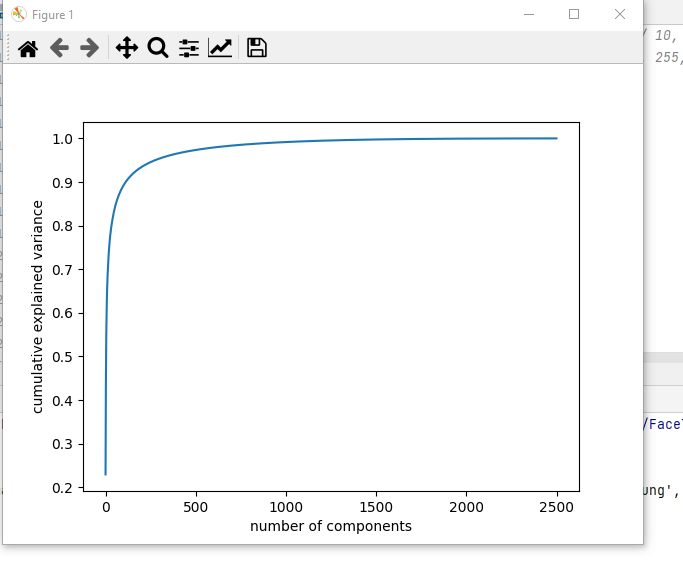 Figure 1
/ 10,
255,
1.0
0.9
0.8
0.7
0.6
0.5
0.4
0.3
0.2
cumulative explained variance
0 500 1000 1500 2000 2500
number of components
/Face
ung',